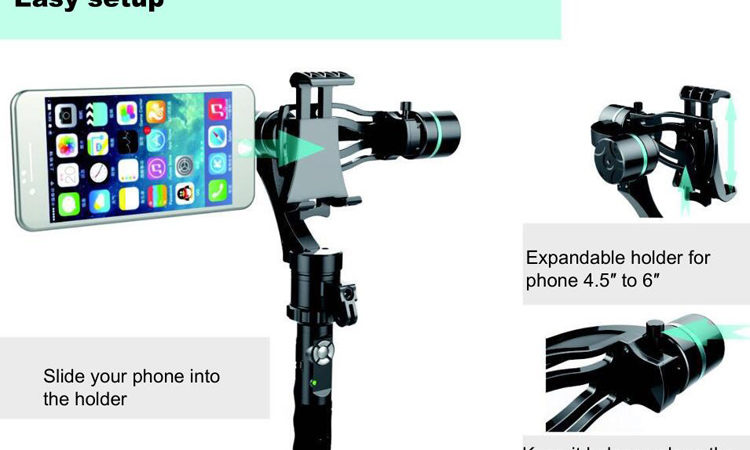 Easy setup
Expandable holder for
phone 4.5″ to 6″
Slide your phone into
the holder